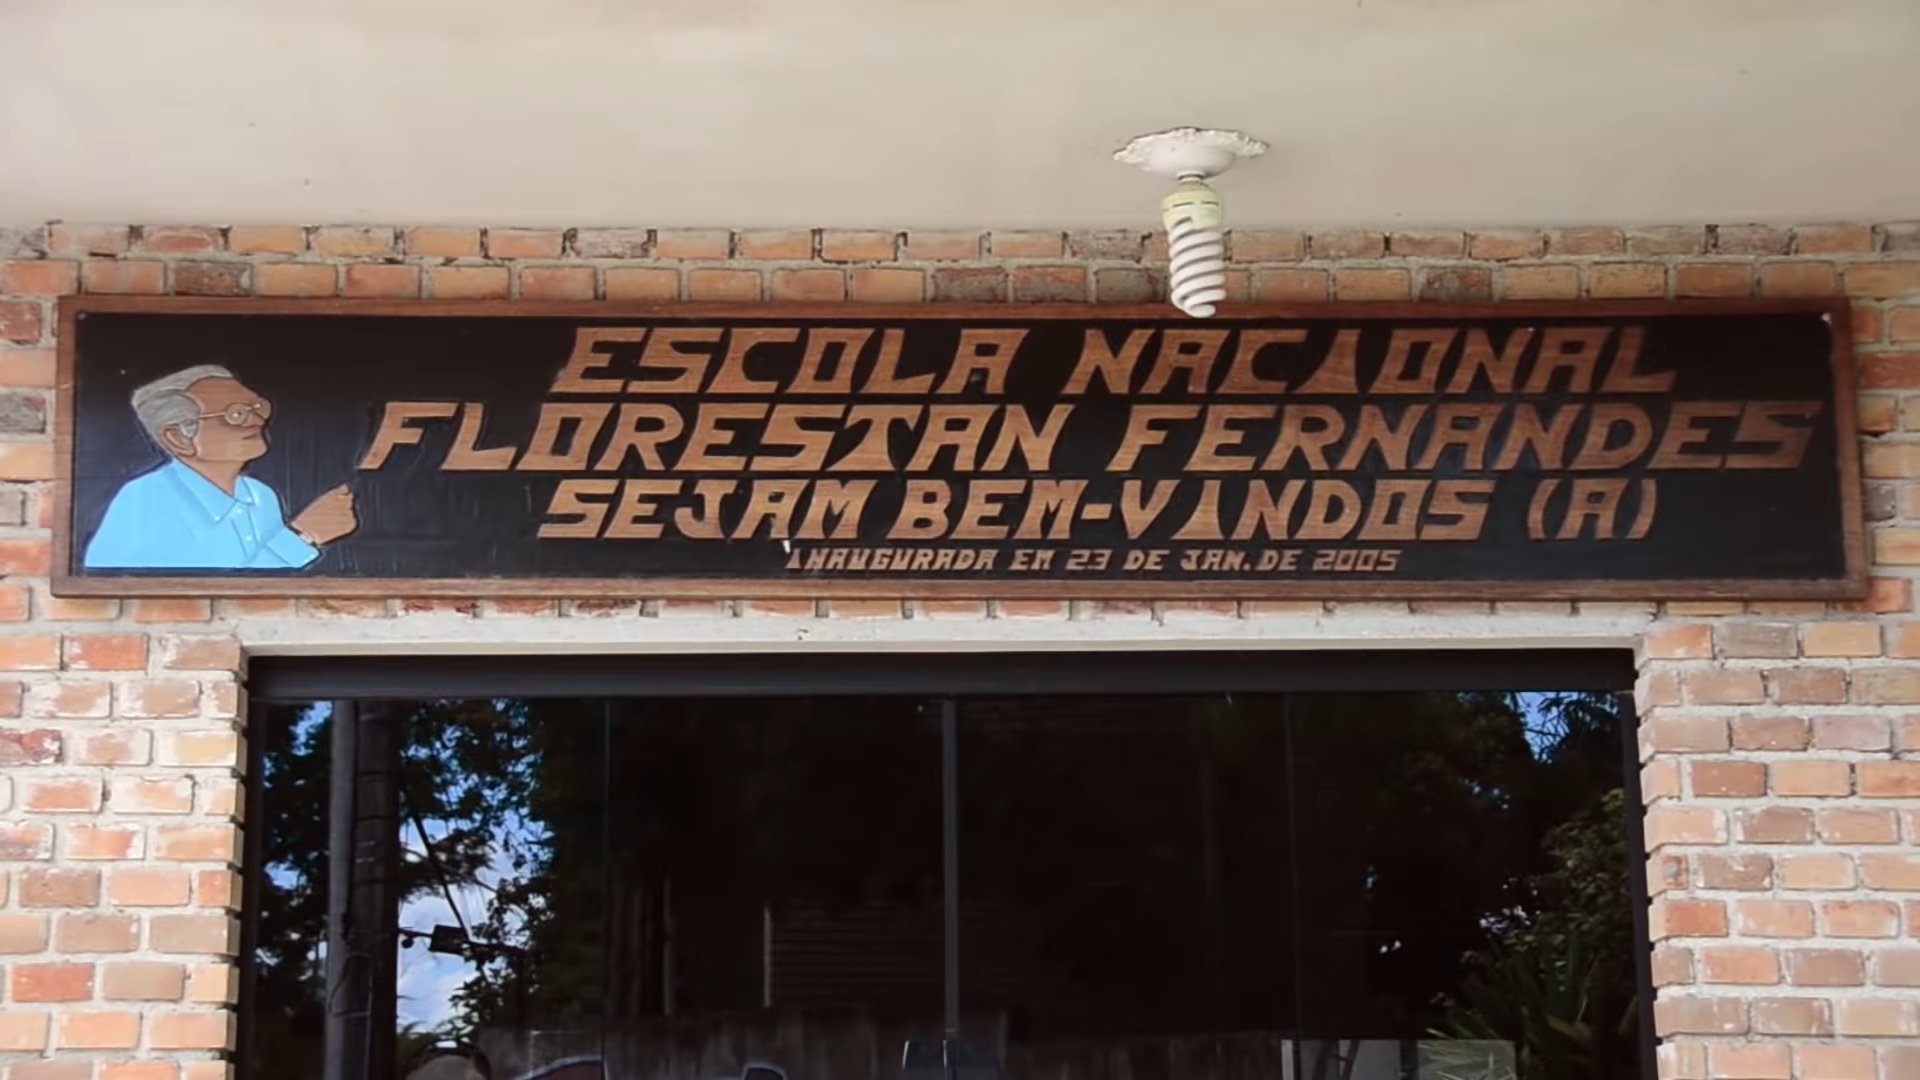 ESCOLA NACIONAL
FLORESTAN FERNANDES
SEJAM BEM-VINDOS (A)
INAUGURADA EM 23 DE JAN. DE 2005